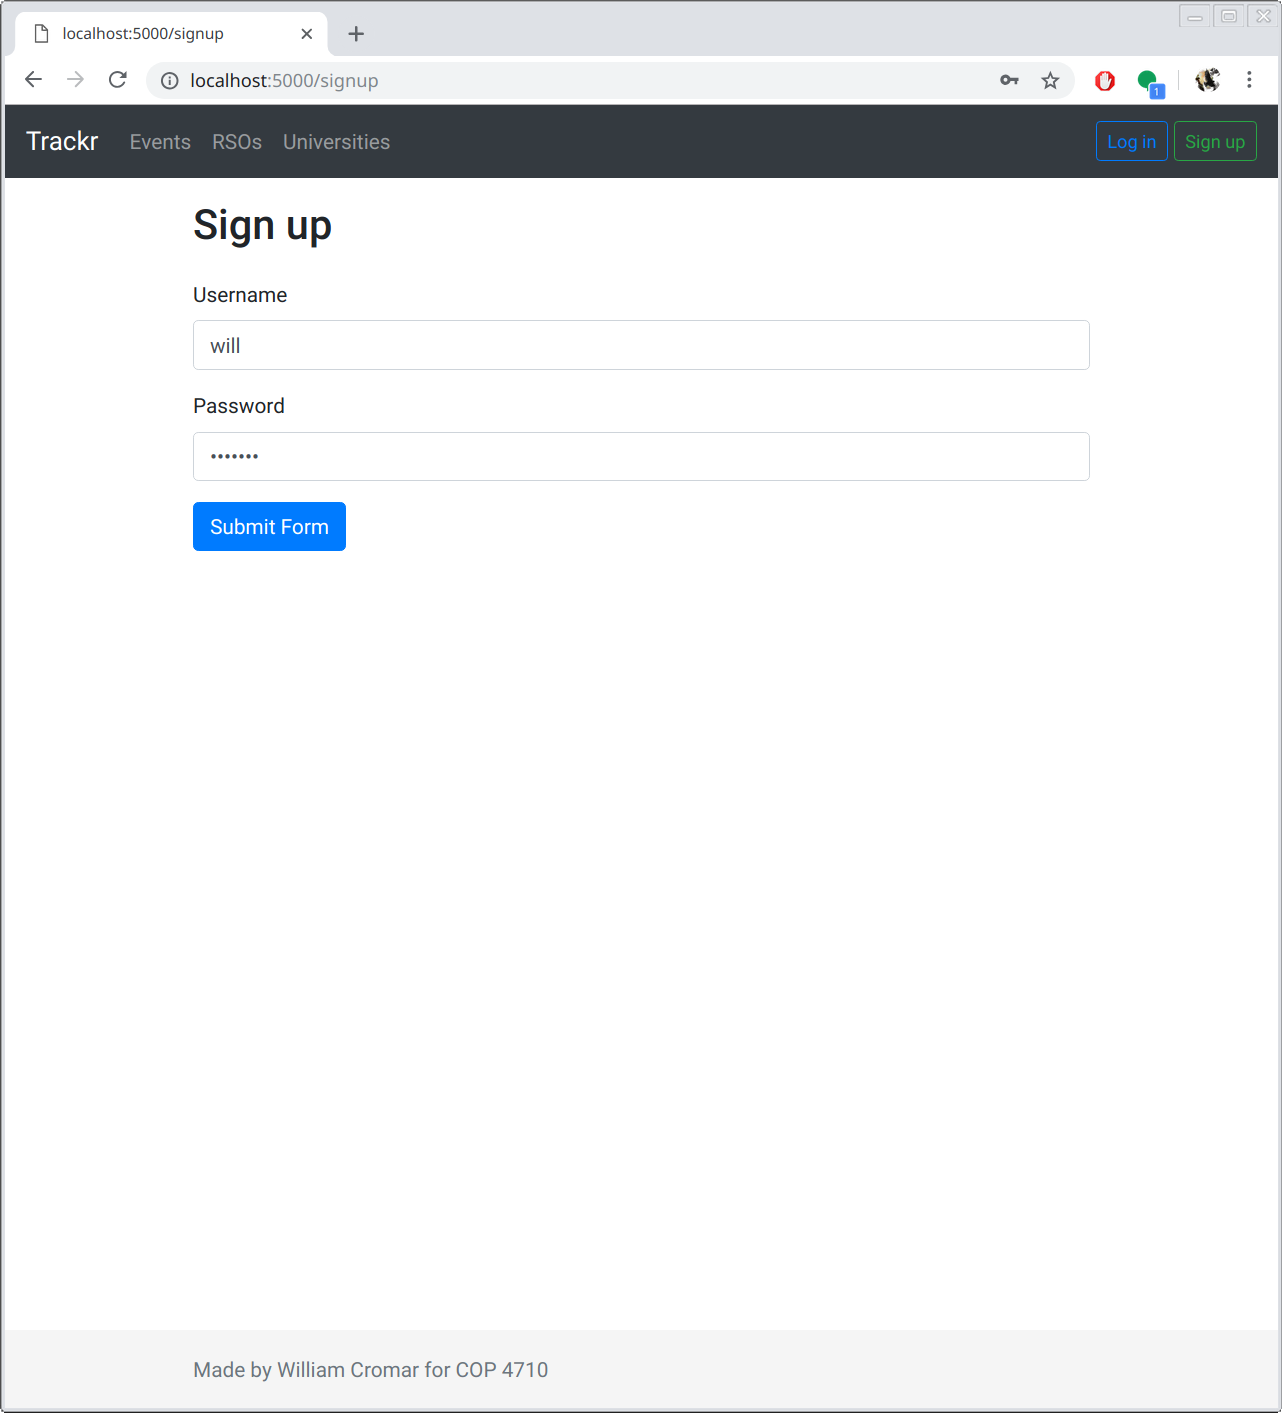 localhost:5000/signup
localhost:5000/signup
1
Trackr Events RSOs Universities Log in Sign up
Sign up
Username
will
Password
•••••••
Submit Form
Made by William Cromar for COP 4710